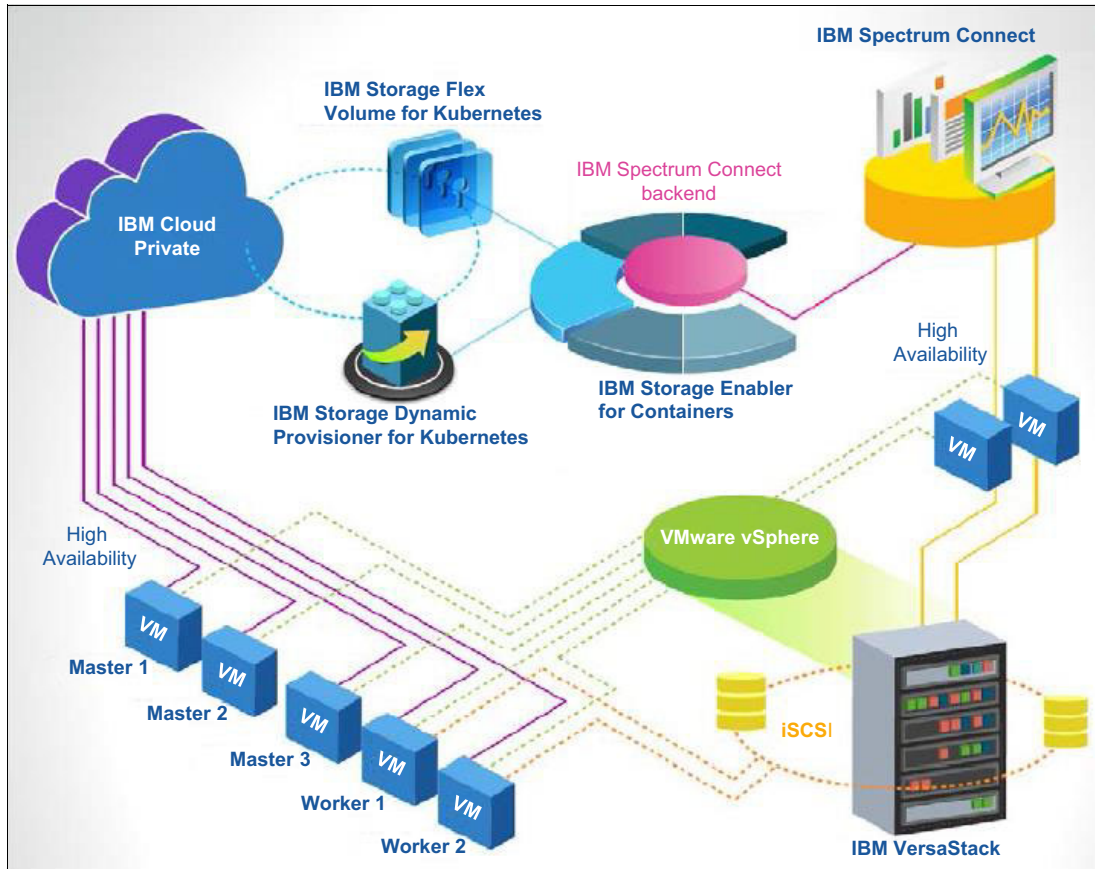 IBM Spectrum Connect
IBM Storage Flex
Volume for Kubernetes
IBM Spectrum Connect
backend
IBM Cloud
Private
High
Availability
IBM Storage Enabler
for Containers
IBM Storage Dynamic
Provisioner for Kubernetes
VM
VM
VMware vSphere
High
Availability
VM
Master 1
VM
Master 2
VM
Master 3
VM
Worker 1
VM
Worker 2
iSCSI
IBM VersaStack